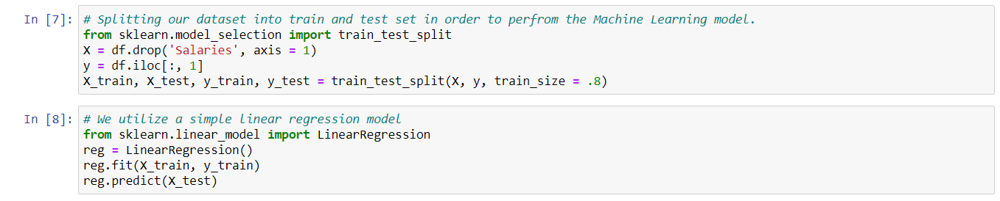 In [7]: # Splitting our dataset into train and test set in order to perfrom the Machine Learning model.
from sklearn.model_selection import train_test_split
X = df.drop('Salaries', axis = 1)
y = df.iloc[:, 1]
X_train, X_test, y_train, y_test = train_test_split(X, y, train_size = .8)
In [8]: # We utilize a simple linear regression model
from sklearn.linear_model import LinearRegression
reg = LinearRegression()
reg.fit(X_train, y_train)
reg.predict(X_test)